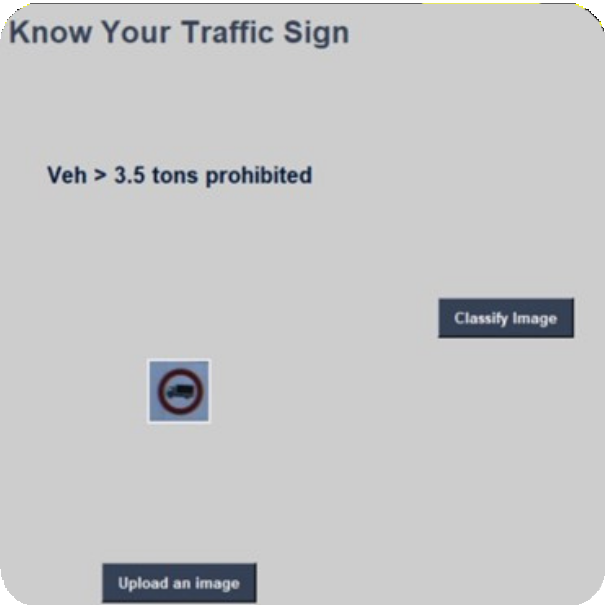 Know Your Traffic Sign
Veh > 3.5 tons prohibited
Classify Image
Upload an image